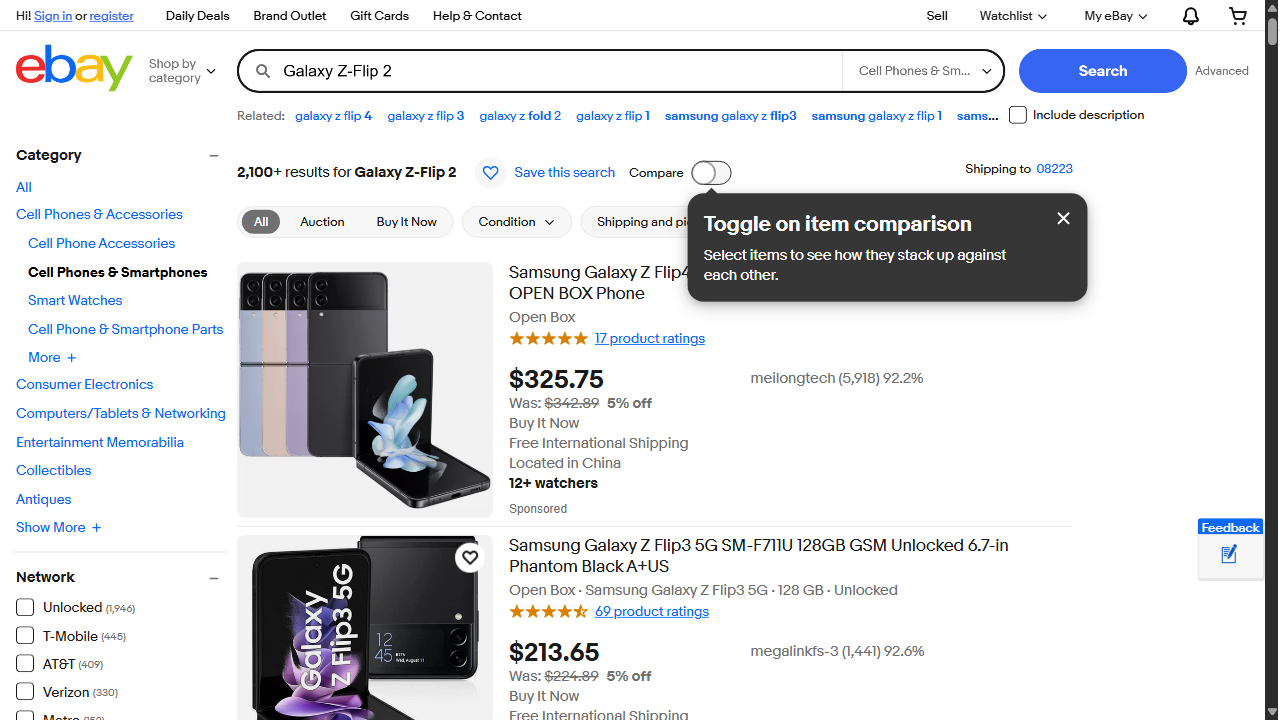 Hi! Sign in or register
Daily Deals
Brand Outlet
Gift Cards
Help & Contact
Sell
Watchlist
My eBay
ebay
Shop by category
Galaxy Z-Flip 2
Cell Phones & Sm...
Search
Advanced
Related: galaxy z flip 4 galaxy z flip 3 galaxy z fold 2 galaxy z flip 1 samsung galaxy z flip3 samsung galaxy z flip 1 sams...
Include description
Category
All
Cell Phones & Accessories
Cell Phone Accessories
Cell Phones & Smartphones
Smart Watches
Cell Phone & Smartphone Parts
More +
Consumer Electronics
Computers/Tablets & Networking
Entertainment Memorabilia
Collectibles
Antiques
Show More +
Network
Unlocked (1,946)
T-Mobile (445)
AT&T (409)
Verizon (330)
Metro (150)
2,100+ results for Galaxy Z-Flip 2
Save this search
Compare
Shipping to 08223
All
Auction
Buy It Now
Condition
Shipping and pic
Toggle on item comparison
Select items to see how they stack up against
each other.
Samsung Galaxy Z Flip4
OPEN BOX Phone
Open Box
17 product ratings
$325.75
Was: $342.89 5% off
Buy It Now
Free International Shipping
Located in China
12+ watchers
Sponsored
meilongtech (5,918) 92.2%
Samsung Galaxy Z Flip3 5G SM-F711U 128GB GSM Unlocked 6.7-in
Phantom Black A+US
Open Box · Samsung Galaxy Z Flip3 5G · 128 GB · Unlocked
69 product ratings
$213.65
Was: $224.89 5% off
Buy It Now
Free International Shipping
megalinkfs-3 (1,441) 92.6%
Galaxy
Z Flip3 5G
12
45
Wed, August 11
Feedback